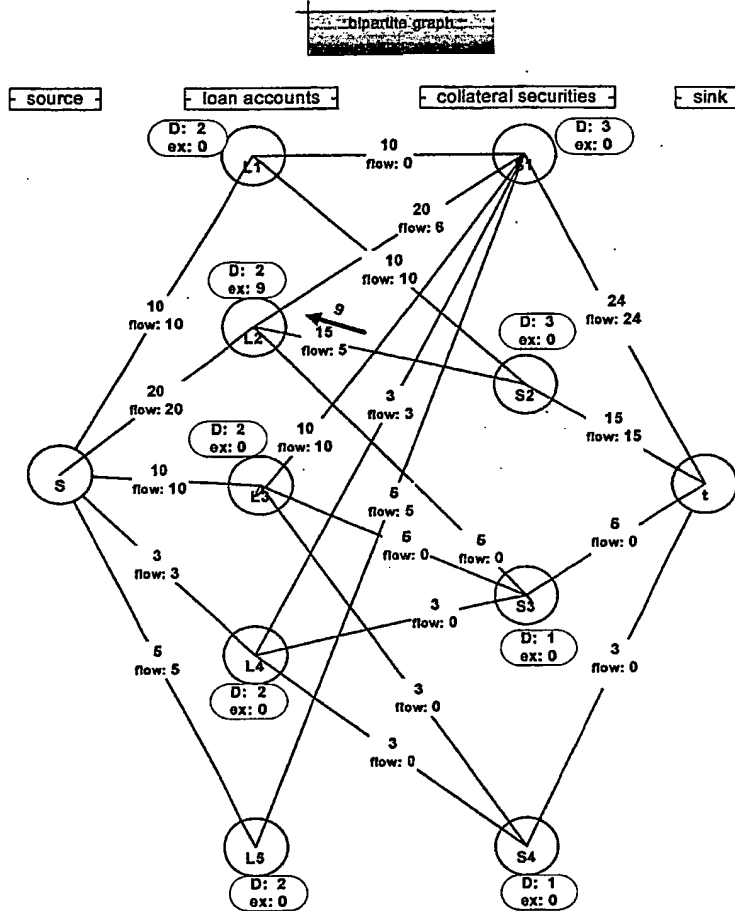 bipartite graph
source
loan accounts
collateral securities
sink
D: 2
ex: 0
L1
10
flow: 0
D: 3
ex: 0
S1
20
flow: 6
10
flow: 10
D: 2
ex: 9
L2
9
15
flow: 5
D: 3
ex: 0
S2
10
flow: 10
24
flow: 24
20
flow: 20
3
flow: 3
15
flow: 15
10
flow: 10
D: 2
ex: 0
L3
S
10
flow: 10
t
5
flow: 5
5
flow: 0
5
flow: 0
5
flow: 0
3
flow: 3
S3
3
flow: 0
D: 1
ex: 0
L4
D: 2
ex: 0
5
flow: 5
3
flow: 0
3
flow: 0
3
flow: 0
L5
D: 2
ex: 0
S4
D: 1
ex: 0